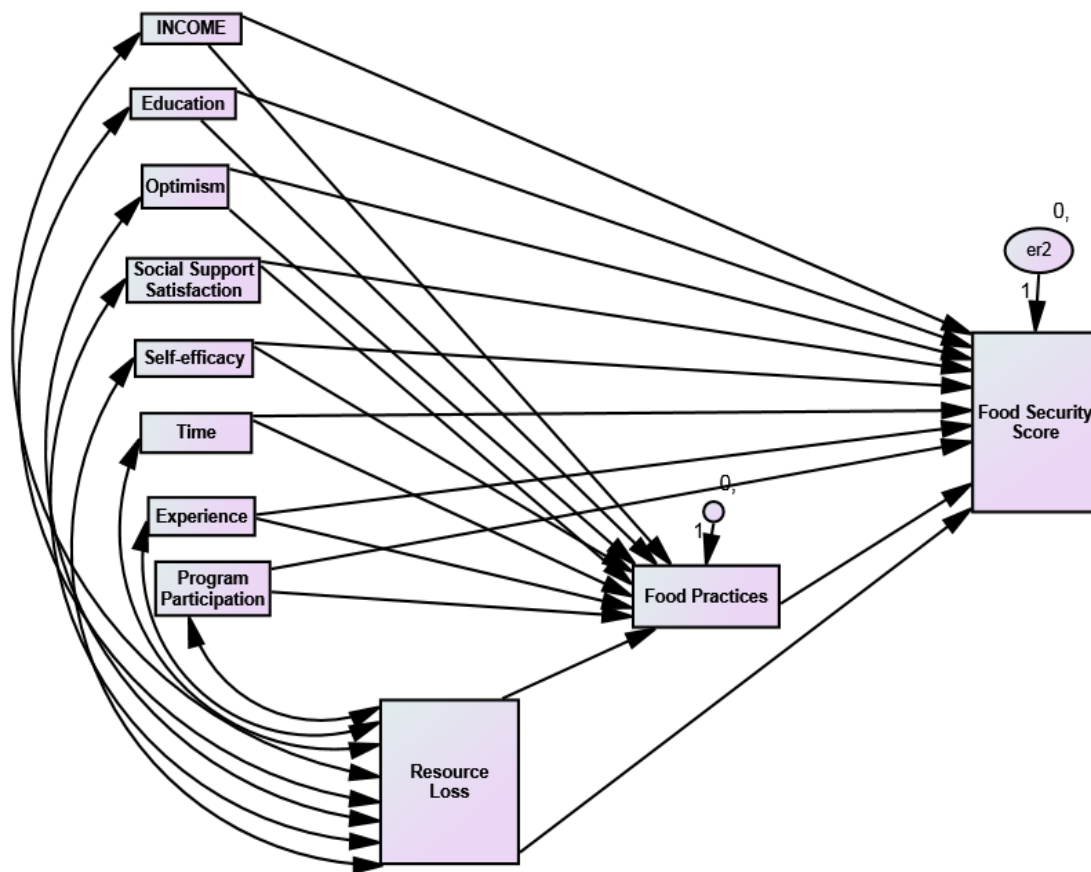 INCOME
Education
Optimism
Social Support
Satisfaction
Self-efficacy
Time
Experience
Program
Participation
Resource
Loss
0,
1
Food Practices
0,
er2
1
Food Security
Score